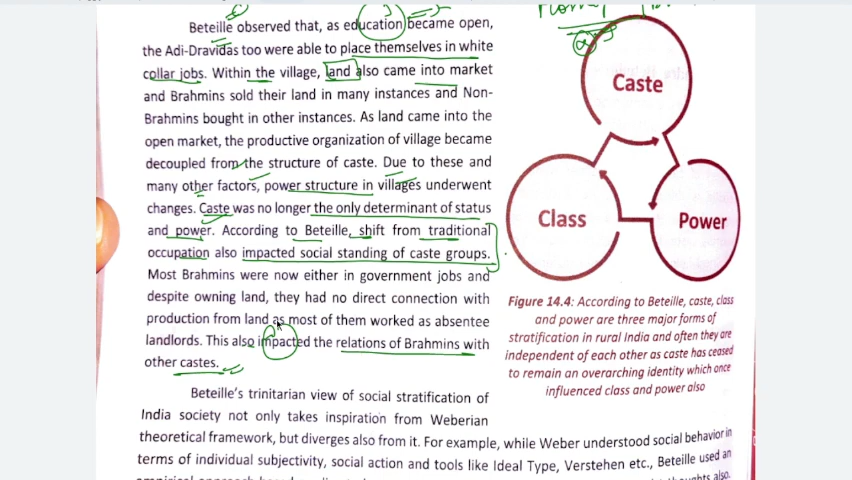 Beteille observed that, as education became open,
the Adi-Dravidas too were able to place themselves in white
collar jobs. Within the village, land also came into market
and Brahmins sold their land in many instances and Non-
Brahmins bought in other instances. As land came into the
open market, the productive organization of village became
decoupled from the structure of caste. Due to these and
many other factors, power structure in villages underwent
changes. Caste was no longer the only determinant of status
and power. According to Beteille, shift from traditional
occupation also impacted social standing of caste groups.
Most Brahmins were now either in government jobs and
despite owning land, they had no direct connection with
production from land as most of them worked as absentee
landlords. This also impacted the relations of Brahmins with
other castes.
Caste
Class
Power
Figure 14.4: According to Beteille, caste, class
and power are three major forms of
stratification in rural India and often they are
independent of each other as caste has ceased
to remain an overarching identity which once
influenced class and power also
Beteille's trinitarian view of social stratification of
India society not only takes inspiration from Weberian
theoretical framework, but diverges also from it. For example, while Weber understood social behavior in
terms of individual subjectivity, social action and tools like Ideal Type, Verstehen etc., Beteille used an
thoughts also.